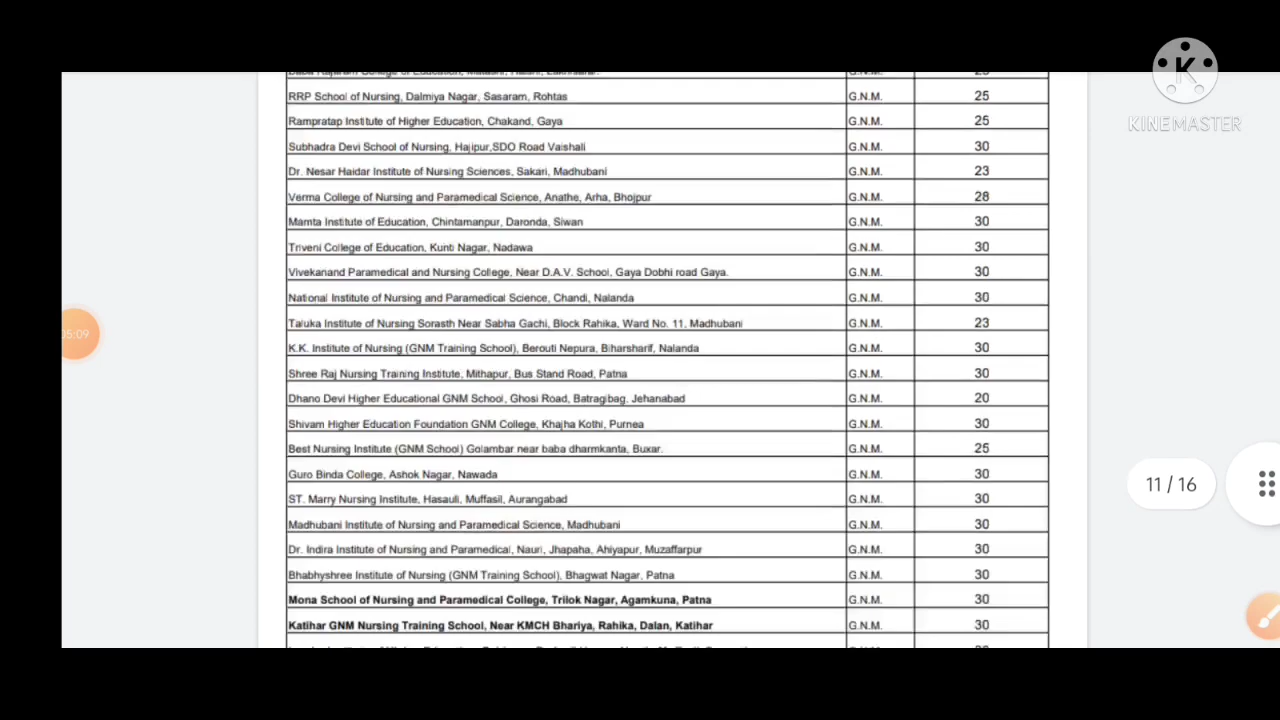 KINEMASTER
RRP School of Nursing, Dalmiya Nagar, Sasaram, Rohtas G.N.M. 25
Rampratap Institute of Higher Education, Chakand, Gaya G.N.M. 25
Subhadra Devi School of Nursing, Hajipur,SDO Road Vaishali G.N.M. 30
Dr. Nesar Haidar Institute of Nursing Sciences, Sakari, Madhubani G.N.M. 23
Verma College of Nursing and Paramedical Science, Anathe, Arha, Bhojpur G.N.M. 28
Mamta Institute of Education, Chintamanpur, Daronda, Siwan G.N.M. 30
Triveni College of Education, Kunti Nagar, Nadawa G.N.M. 30
Vivekanand Paramedical and Nursing College, Near D.A.V. School, Gaya Dobhi road Gaya. G.N.M. 30
National Institute of Nursing and Paramedical Science, Chandi, Nalanda G.N.M. 30
Taluka Institute of Nursing Sorasth Near Sabha Gachi, Block Rahika, Ward No. 11, Madhubani G.N.M. 23
05:09
K.K. Institute of Nursing (GNM Training School), Berouti Nepura, Biharsharif, Nalanda G.N.M. 30
Shree Raj Nursing Training Institute, Mithapur, Bus Stand Road, Patna G.N.M. 30
Dhano Devi Higher Educational GNM School, Ghosi Road, Batragibag. Jehanabad G.N.M. 20
Shivam Higher Education Foundation GNM College, Khajha Kothi, Purnea G.N.M. 30
Best Nursing Institute (GNM School) Golambar near baba dharmkanta, Buxar. G.N.M. 25
Guro Binda College, Ashok Nagar, Nawada G.N.M. 30
11 / 16
ST. Marry Nursing Institute, Hasauli, Muffasil, Aurangabad G.N.M. 30
Madhubani Institute of Nursing and Paramedical Science, Madhubani G.N.M. 30
Dr. Indira Institute of Nursing and Paramedical, Nauri, Jhapaha, Ahiyapur, Muzaffarpur G.N.M. 30
Bhabhyshree Institute of Nursing (GNM Training School), Bhagwat Nagar, Patna G.N.M. 30
Mona School of Nursing and Paramedical College, Trilok Nagar, Agamkuna, Patna G.N.M. 30
Katihar GNM Nursing Training School, Near KMCH Bhariya, Rahika, Dalan, Katihar G.N.M. 30